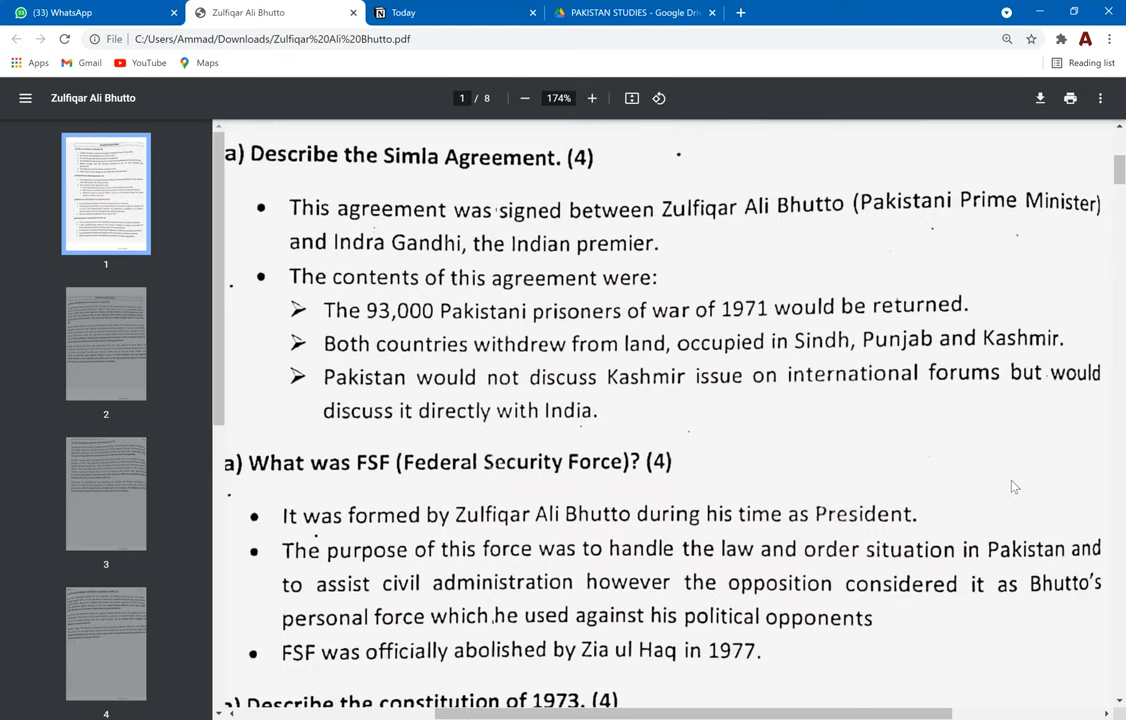 (33) WhatsApp
Zulfiqar Ali Bhutto
Today
PAKISTAN STUDIES - Google Dri
File C:/Users/Ammad/Downloads/Zulfiqar%20Ali%20Bhutto.pdf
Apps Gmail YouTube Maps Reading list
Zulfiqar Ali Bhutto 1 / 8 174%
1
2
3
4
a) Describe the Simla Agreement. (4)
• This agreement was signed between Zulfiqar Ali Bhutto (Pakistani Prime Minister)
and Indra Gandhi, the Indian premier.
• The contents of this agreement were:
➢ The 93,000 Pakistani prisoners of war of 1971 would be returned.
➢ Both countries withdrew from land, occupied in Sindh, Punjab and Kashmir.
➢ Pakistan would not discuss Kashmir issue on international forums but would
discuss it directly with India.
a) What was FSF (Federal Security Force)? (4)
• It was formed by Zulfiqar Ali Bhutto during his time as President.
• The purpose of this force was to handle the law and order situation in Pakistan and
to assist civil administration however the opposition considered it as Bhutto's
personal force which he used against his political opponents
• FSF was officially abolished by Zia ul Haq in 1977.
a) Describe the constitution of 1973. (4)